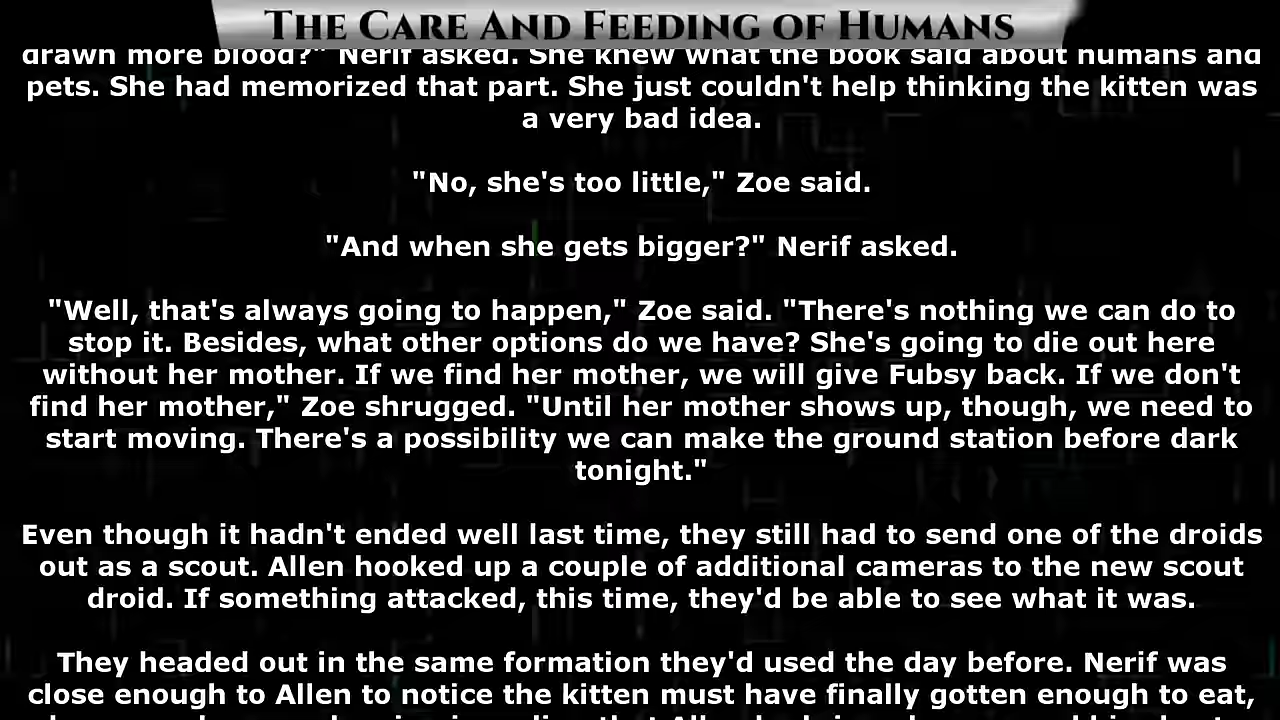 The Care And Feeding of Humans
drawn more blood?" Nerif asked. She knew what the book said about humans and
pets. She had memorized that part. She just couldn't help thinking the kitten was
a very bad idea.
"No, she's too little," Zoe said.
"And when she gets bigger?" Nerif asked.
"Well, that's always going to happen," Zoe said. "There's nothing we can do to
stop it. Besides, what other options do we have? She's going to die out here
without her mother. If we find her mother, we will give Fubsy back. If we don't
find her mother," Zoe shrugged. "Until her mother shows up, though, we need to
start moving. There's a possibility we can make the ground station before dark
tonight."
Even though it hadn't ended well last time, they still had to send one of the droids
out as a scout. Allen hooked up a couple of additional cameras to the new scout
droid. If something attacked, this time, they'd be able to see what it was.
They headed out in the same formation they'd used the day before. Nerif was
close enough to Allen to notice the kitten must have finally gotten enough to eat,